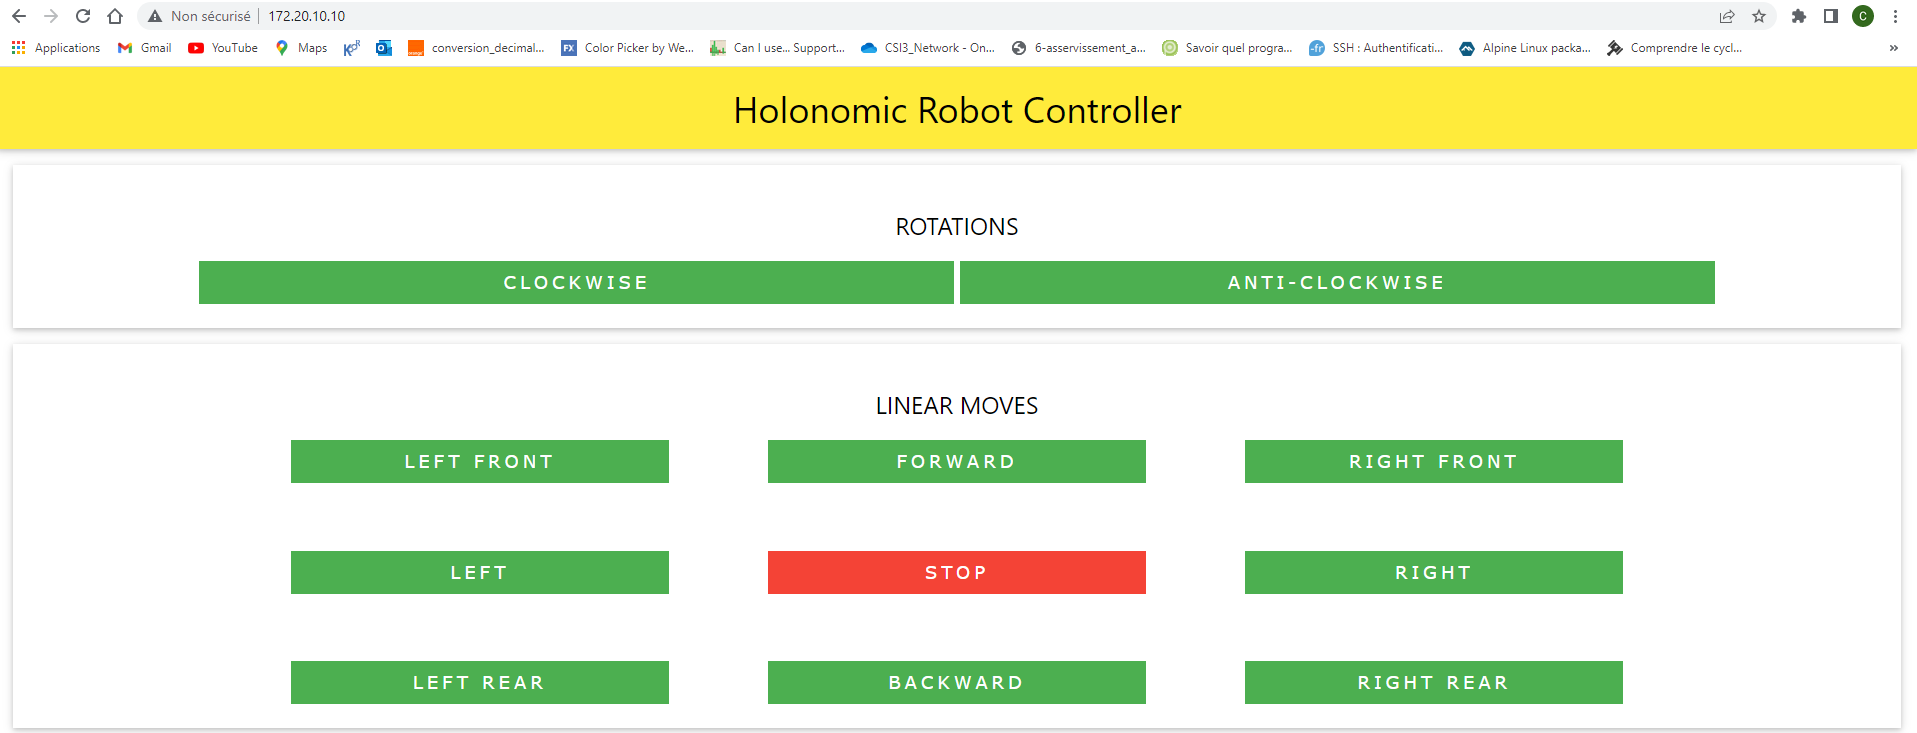 Non sécurisé 172.20.10.10
Applications Gmail YouTube Maps conversion_decimal... Color Picker by We... Can I use... Support... CSI3_Network - On... 6-asservissement_a... Savoir quel progra... SSH : Authentificati... Alpine Linux packa... Comprendre le cycl... »
Holonomic Robot Controller
ROTATIONS
CLOCKWISE ANTI-CLOCKWISE
LINEAR MOVES
LEFT FRONT FORWARD RIGHT FRONT
LEFT STOP RIGHT
LEFT REAR BACKWARD RIGHT REAR